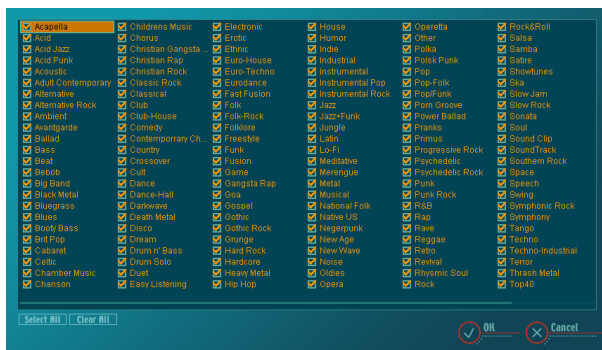 Acapella
Acid
Acid Jazz
Acid Punk
Acoustic
Adult Contemporary
Alternative
Alternative Rock
Ambient
Avantgarde
Ballad
Bass
Beat
Bebob
Big Band
Black Metal
Bluegrass
Blues
Booty Bass
Brit Pop
Cabaret
Celtic
Chamber Music
Chanson
Childrens Music
Chorus
Christian Gangsta ...
Christian Rap
Christian Rock
Classic Rock
Classical
Club
Club-House
Comedy
Contemporrary Ch...
Country
Crossover
Cult
Dance
Dance-Hall
Darkwave
Death Metal
Disco
Dream
Drum n' Bass
Drum Solo
Duet
Easy Listening
Electronic
Erotic
Ethnic
Euro-House
Euro-Techno
Eurodance
Fast Fusion
Folk
Folk-Rock
Folklore
Freestyle
Funk
Fusion
Game
Gangsta Rap
Goa
Gospel
Gothic
Gothic Rock
Grunge
Hard Rock
Hardcore
Heavy Metal
Hip Hop
House
Humor
Indie
Industrial
Instrumental
Instrumental Pop
Instrumental Rock
Jazz
Jazz+Funk
Jungle
Latin
Lo-Fi
Meditative
Merengue
Metal
Musical
National Folk
Native US
Negerpunk
New Age
New Wave
Noise
Oldies
Opera
Operetta
Other
Polka
Polsk Punk
Pop
Pop-Folk
Pop/Funk
Porn Groove
Power Ballad
Pranks
Primus
Progressive Rock
Psychedelic
Psychedelic Rock
Punk
Punk Rock
R&B
Rap
Rave
Reggae
Retro
Revival
Rhysmic Soul
Rock
Rock&Roll
Salsa
Samba
Satire
Showtunes
Ska
Slow Jam
Slow Rock
Sonata
Soul
Sound Clip
SoundTrack
Southern Rock
Space
Speech
Swing
Symphonic Rock
Symphony
Tango
Techno
Techno-Industrial
Terror
Thrash Metal
Top40
Select All
Clear All
OK
Cancel